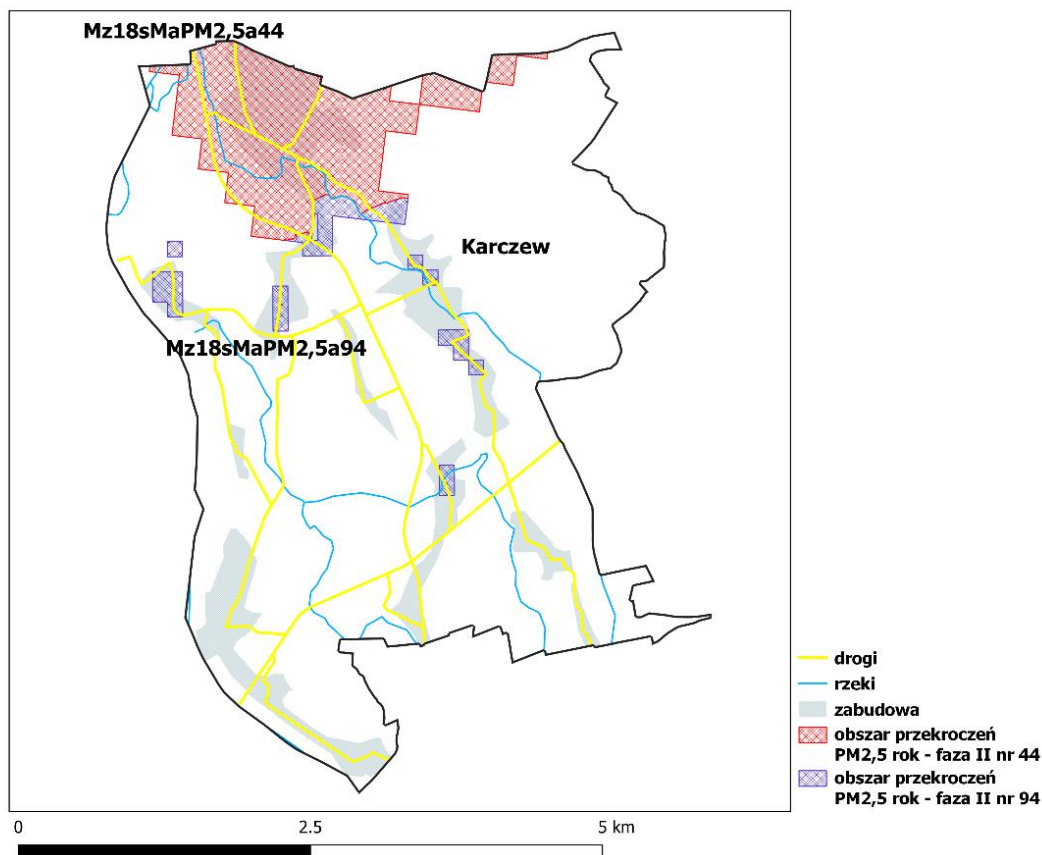 Mz18sMaPM2,5a44
Karczew
Mz18sMaPM2,5a94
drogi
rzeki
zabudowa
obszar przekroczeń
PM2,5 rok - faza II nr 44
obszar przekroczeń
PM2,5 rok - faza II nr 94
0 2.5 5 km